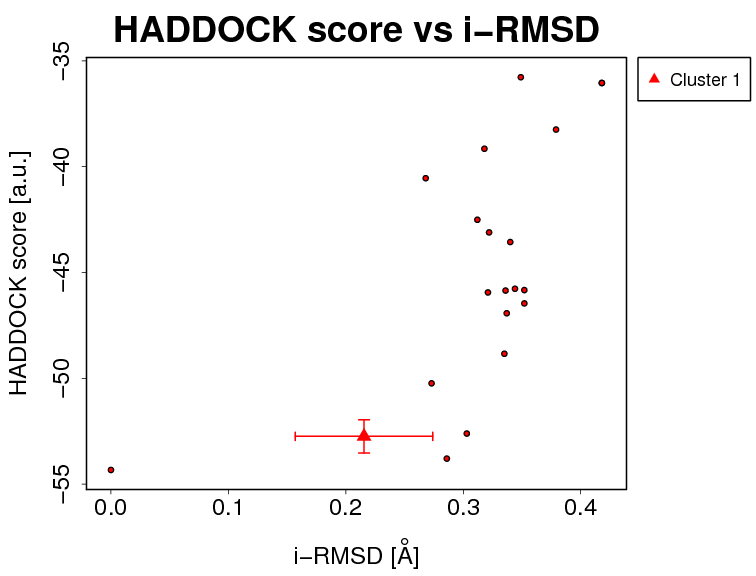 HADDOCK score vs i−RMSD
Cluster 1
HADDOCK score [a.u.]
−35
−40
−45
−50
−55
0.0 0.1 0.2 0.3 0.4
i−RMSD [Å]